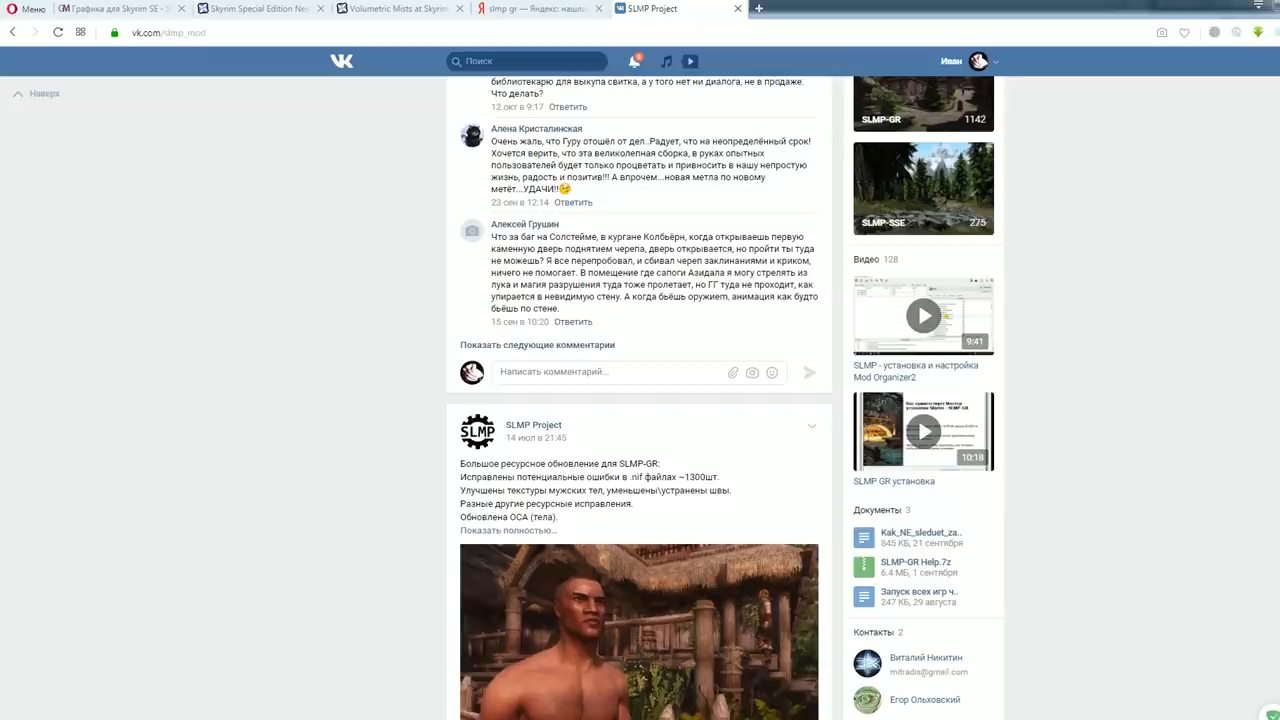 Меню
Графика для Skyrim SE - S
Skyrim Special Edition Nex
Volumetric Mists at Skyrim
slmp gr — Яндекс: нашло
SLMP Project
vk.com/slmp_mod
Поиск
Иван
Наверх
библиотекарю для выкупа свитка, а у того нет ни диалога, не в продаже.
Что делать?
12 окт в 9:17 Ответить
Алена Кристалинская
Очень жаль, что Гуру отошёл от дел..Радует, что на неопределённый срок!
Хочется верить, что эта великолепная сборка, в руках опытных
пользователей будет только процветать и привносить в нашу непростую
жизнь, радость и позитив!!! А впрочем...новая метла по новому
метёт...УДАЧИ!!
23 сен в 12:14 Ответить
Алексей Грушин
Что за баг на Солстейме, в кургане Колбьёрн, когда открываешь первую
каменную дверь поднятием черепа, дверь открывается, но пройти ты туда
не можешь? Я все перепробовал, и сбивал череп заклинаниями и криком,
ничего не помогает. В помещение где сапоги Азидала я могу стрелять из
лука и магия разрушения туда тоже пролетает, но ГГ туда не проходит, как
упирается в невидимую стену. А когда бьёшь оружием, анимация как будто
бьёшь по стене.
15 сен в 10:20 Ответить
Показать следующие комментарии
Написать комментарий...
SLMP
SLMP Project
14 июл в 21:45
Большое ресурсное обновление для SLMP-GR:
Исправлены потенциальные ошибки в .nif файлах ~1300шт.
Улучшены текстуры мужских тел, уменьшены\устранены швы.
Разные другие ресурсные исправления.
Обновлена ОСА (тела).
Показать полностью...
SLMP-GR 1142
SLMP-SSE 275
Видео 128
9:41
SLMP - установка и настройка
Mod Organizer2
Вас приветствует Мастер
установки Skyrim - SLMP-GR
10:18
SLMP GR установка
Документы 3
Kak_NE_sleduet_za..
845 КБ, 21 сентября
SLMP-GR Help.7z
6.4 МБ, 1 сентября
Запуск всех игр ч..
247 КБ, 29 августа
Контакты 2
Виталий Никитин
mitradis@gmail.com
Егор Ольховский